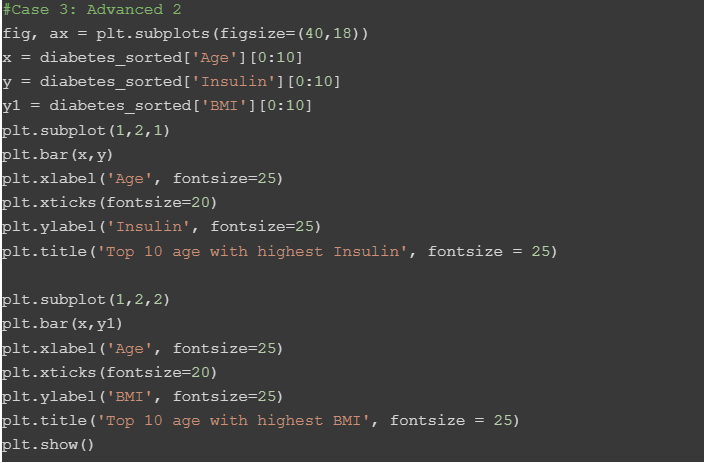 #Case 3: Advanced 2
fig, ax = plt.subplots(figsize=(40,18))
x = diabetes_sorted['Age'][0:10]
y = diabetes_sorted['Insulin'][0:10]
y1 = diabetes_sorted['BMI'][0:10]
plt.subplot(1,2,1)
plt.bar(x,y)
plt.xlabel('Age', fontsize=25)
plt.xticks(fontsize=20)
plt.ylabel('Insulin', fontsize=25)
plt.title('Top 10 age with highest Insulin', fontsize = 25)
plt.subplot(1,2,2)
plt.bar(x,y1)
plt.xlabel('Age', fontsize=25)
plt.xticks(fontsize=20)
plt.ylabel('BMI', fontsize=25)
plt.title('Top 10 age with highest BMI', fontsize = 25)
plt.show()